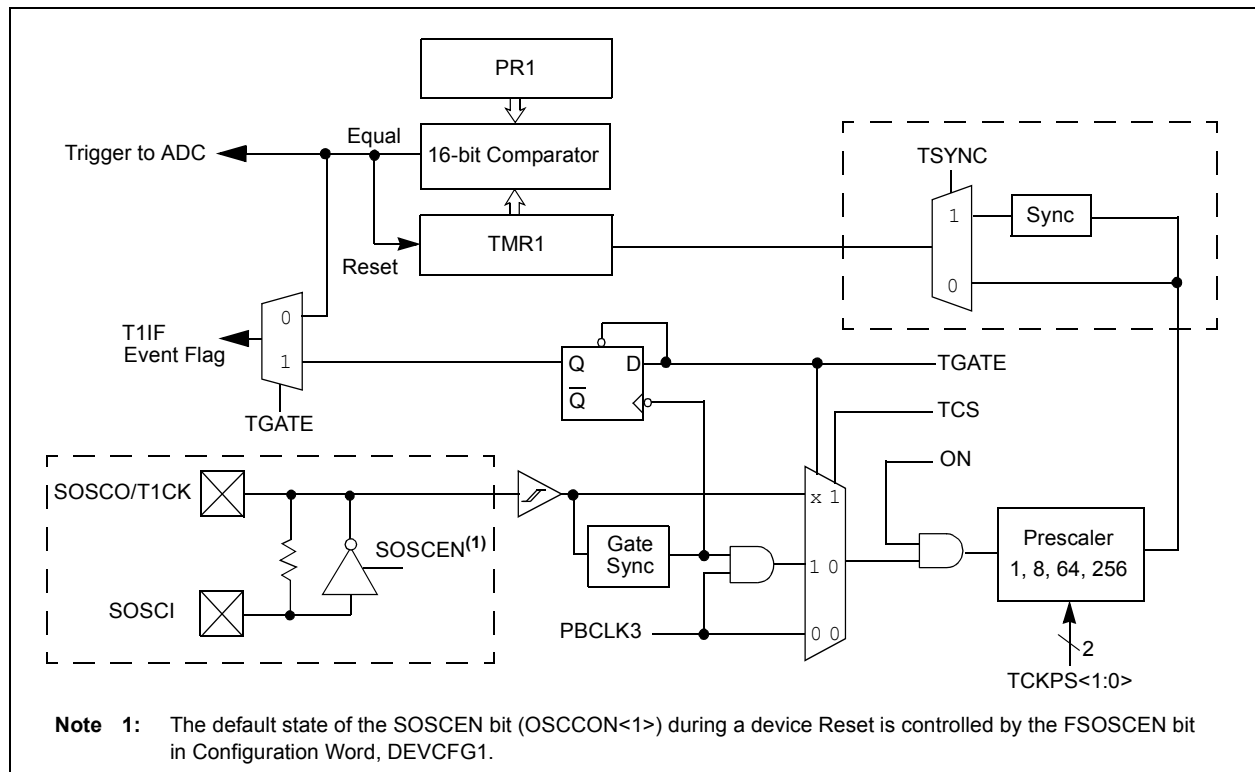 PR1
Equal
Trigger to ADC
16-bit Comparator
TSYNC
1
Sync
TMR1
Reset
0
0
T1IF
Event Flag
1
Q
D
Q
TGATE
TGATE
TCS
SOSCO/T1CK
ON
x 1
SOSCEN(1)
Gate
Sync
1 0
Prescaler
1, 8, 64, 256
SOSCI
PBCLK3
0 0
2
TCKPS<1:0>
Note 1: The default state of the SOSCEN bit (OSCCON<1>) during a device Reset is controlled by the FSOSCEN bit
in Configuration Word, DEVCFG1.